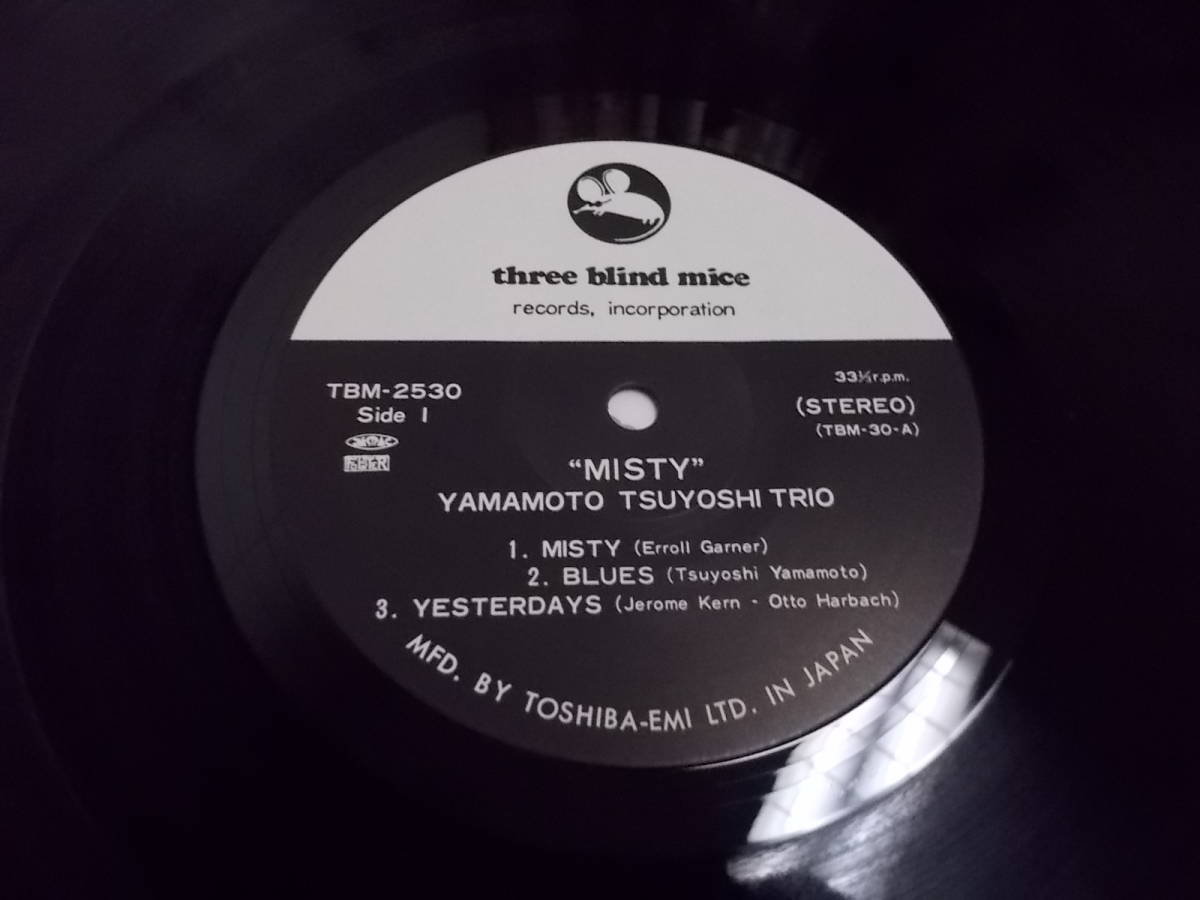 three blind mice
records, incorporation
TBM-2530
Side 1
33⅓ r.p.m.
(STEREO)
(TBM-30-A)
“MISTY”
YAMAMOTO TSUYOSHI TRIO
1. MISTY (Erroll Garner)
2. BLUES (Tsuyoshi Yamamoto)
3. YESTERDAYS (Jerome Kern - Otto Harbach)
MFD. BY TOSHIBA-EMI LTD. IN JAPAN